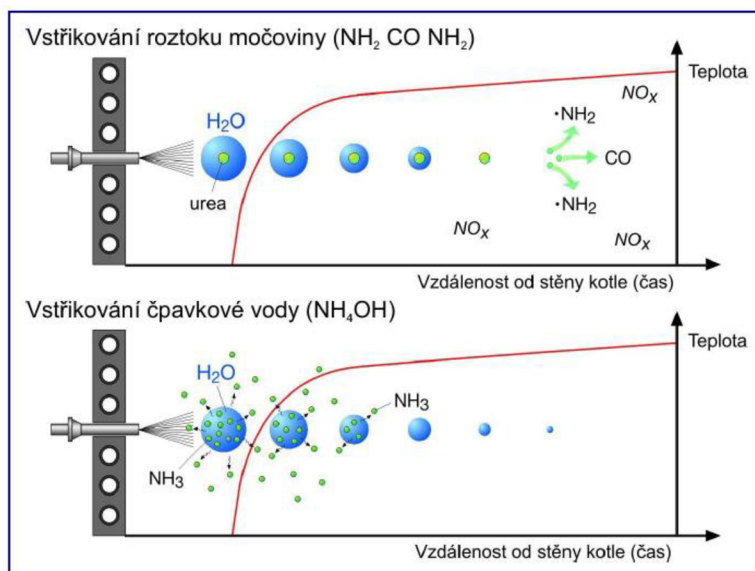 Vstřikování roztoku močoviny (NH₂ CO NH₂)
Teplota
NOₓ
H₂O
•NH₂
CO
urea
•NH₂
NOₓ
NOₓ
Vzdálenost od stěny kotle (čas)
Vstřikování čpavkové vody (NH₄OH)
Teplota
H₂O
NH₃
NH₃
Vzdálenost od stěny kotle (čas)